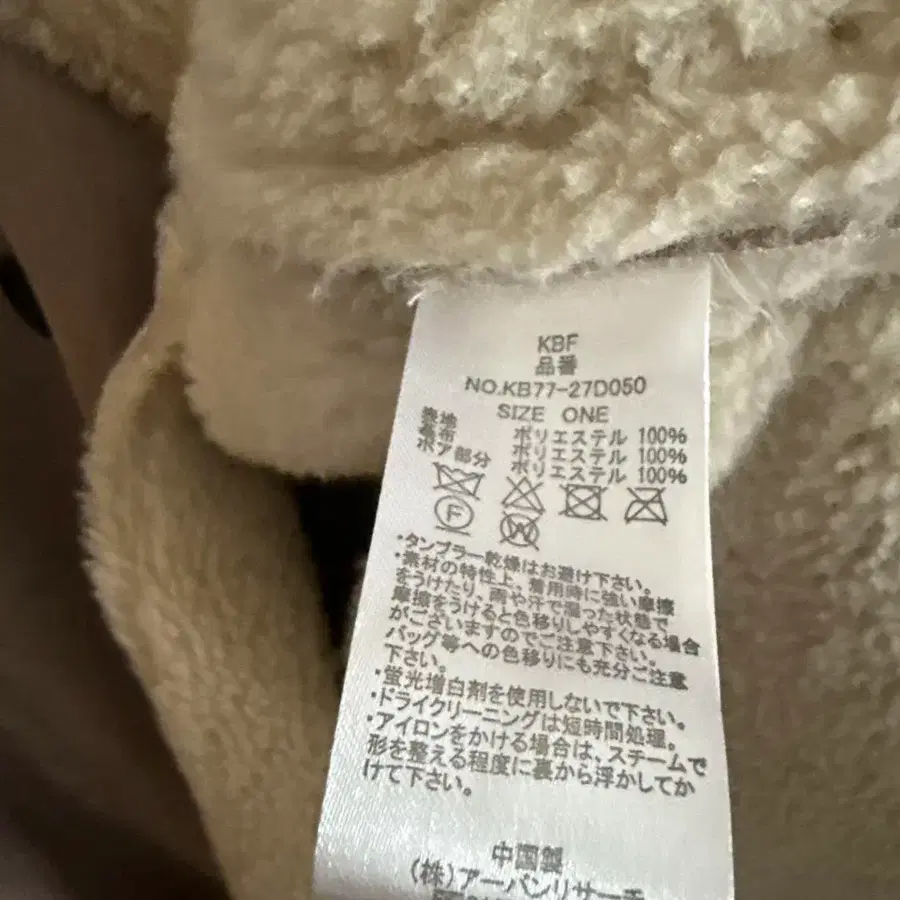 KBF
品番
NO.KB77-27D050
SIZE ONE
表地 ポリエステル 100%
基布 ポリエステル 100%
ボア部分 ポリエステル 100%
F W
・タンブラー乾燥はお避け下さい。
・素材の特性上、着用時に強い摩擦
をうけたり、雨や汗で湿った状態で
摩擦をうけると色移りしやすくなる場合
がございますのでご注意下さい。
バッグ等への色移りにも充分ご注意
下さい。
・蛍光増白剤を使用しないで下さい。
・ドライクリーニングは短時間処理。
・アイロンをかける場合は、スチームで
形を整える程度に裏から浮かしてか
けて下さい。
中国製
(株)アーバンリサーチ